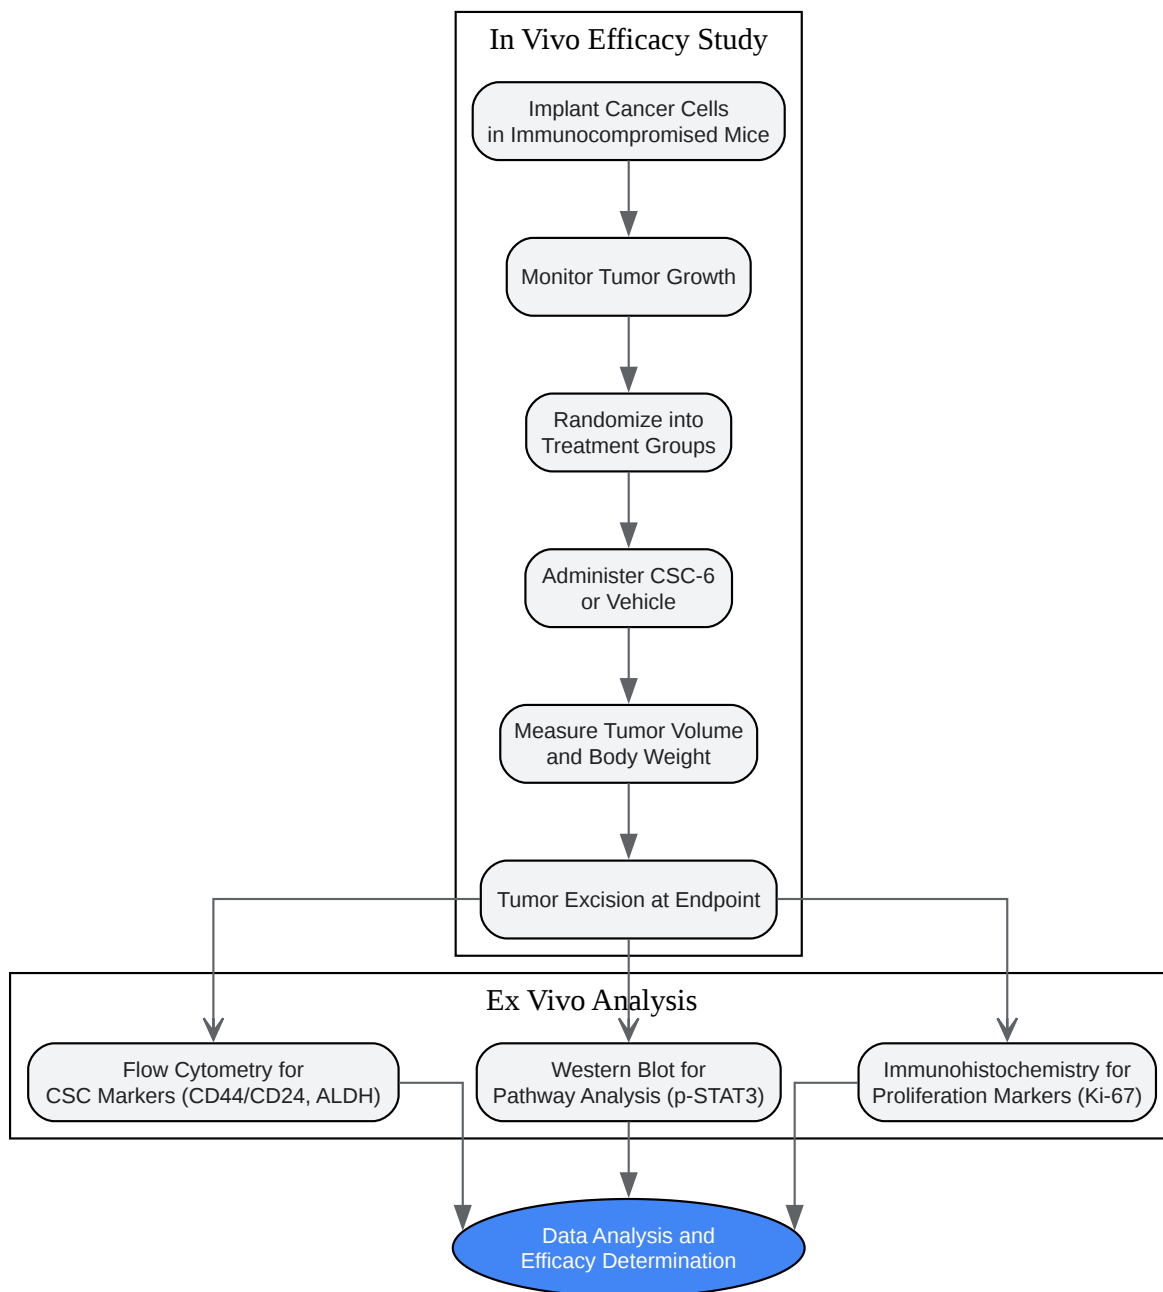 In Vivo Efficacy Study
Implant Cancer Cells
in Immunocompromised Mice
Monitor Tumor Growth
Randomize into
Treatment Groups
Administer CSC-6
or Vehicle
Measure Tumor Volume
and Body Weight
Tumor Excision at Endpoint
Ex Vivo Analysis
Flow Cytometry for
CSC Markers (CD44/CD24, ALDH)
Western Blot for
Pathway Analysis (p-STAT3)
Immunohistochemistry for
Proliferation Markers (Ki-67)
Data Analysis and
Efficacy Determination